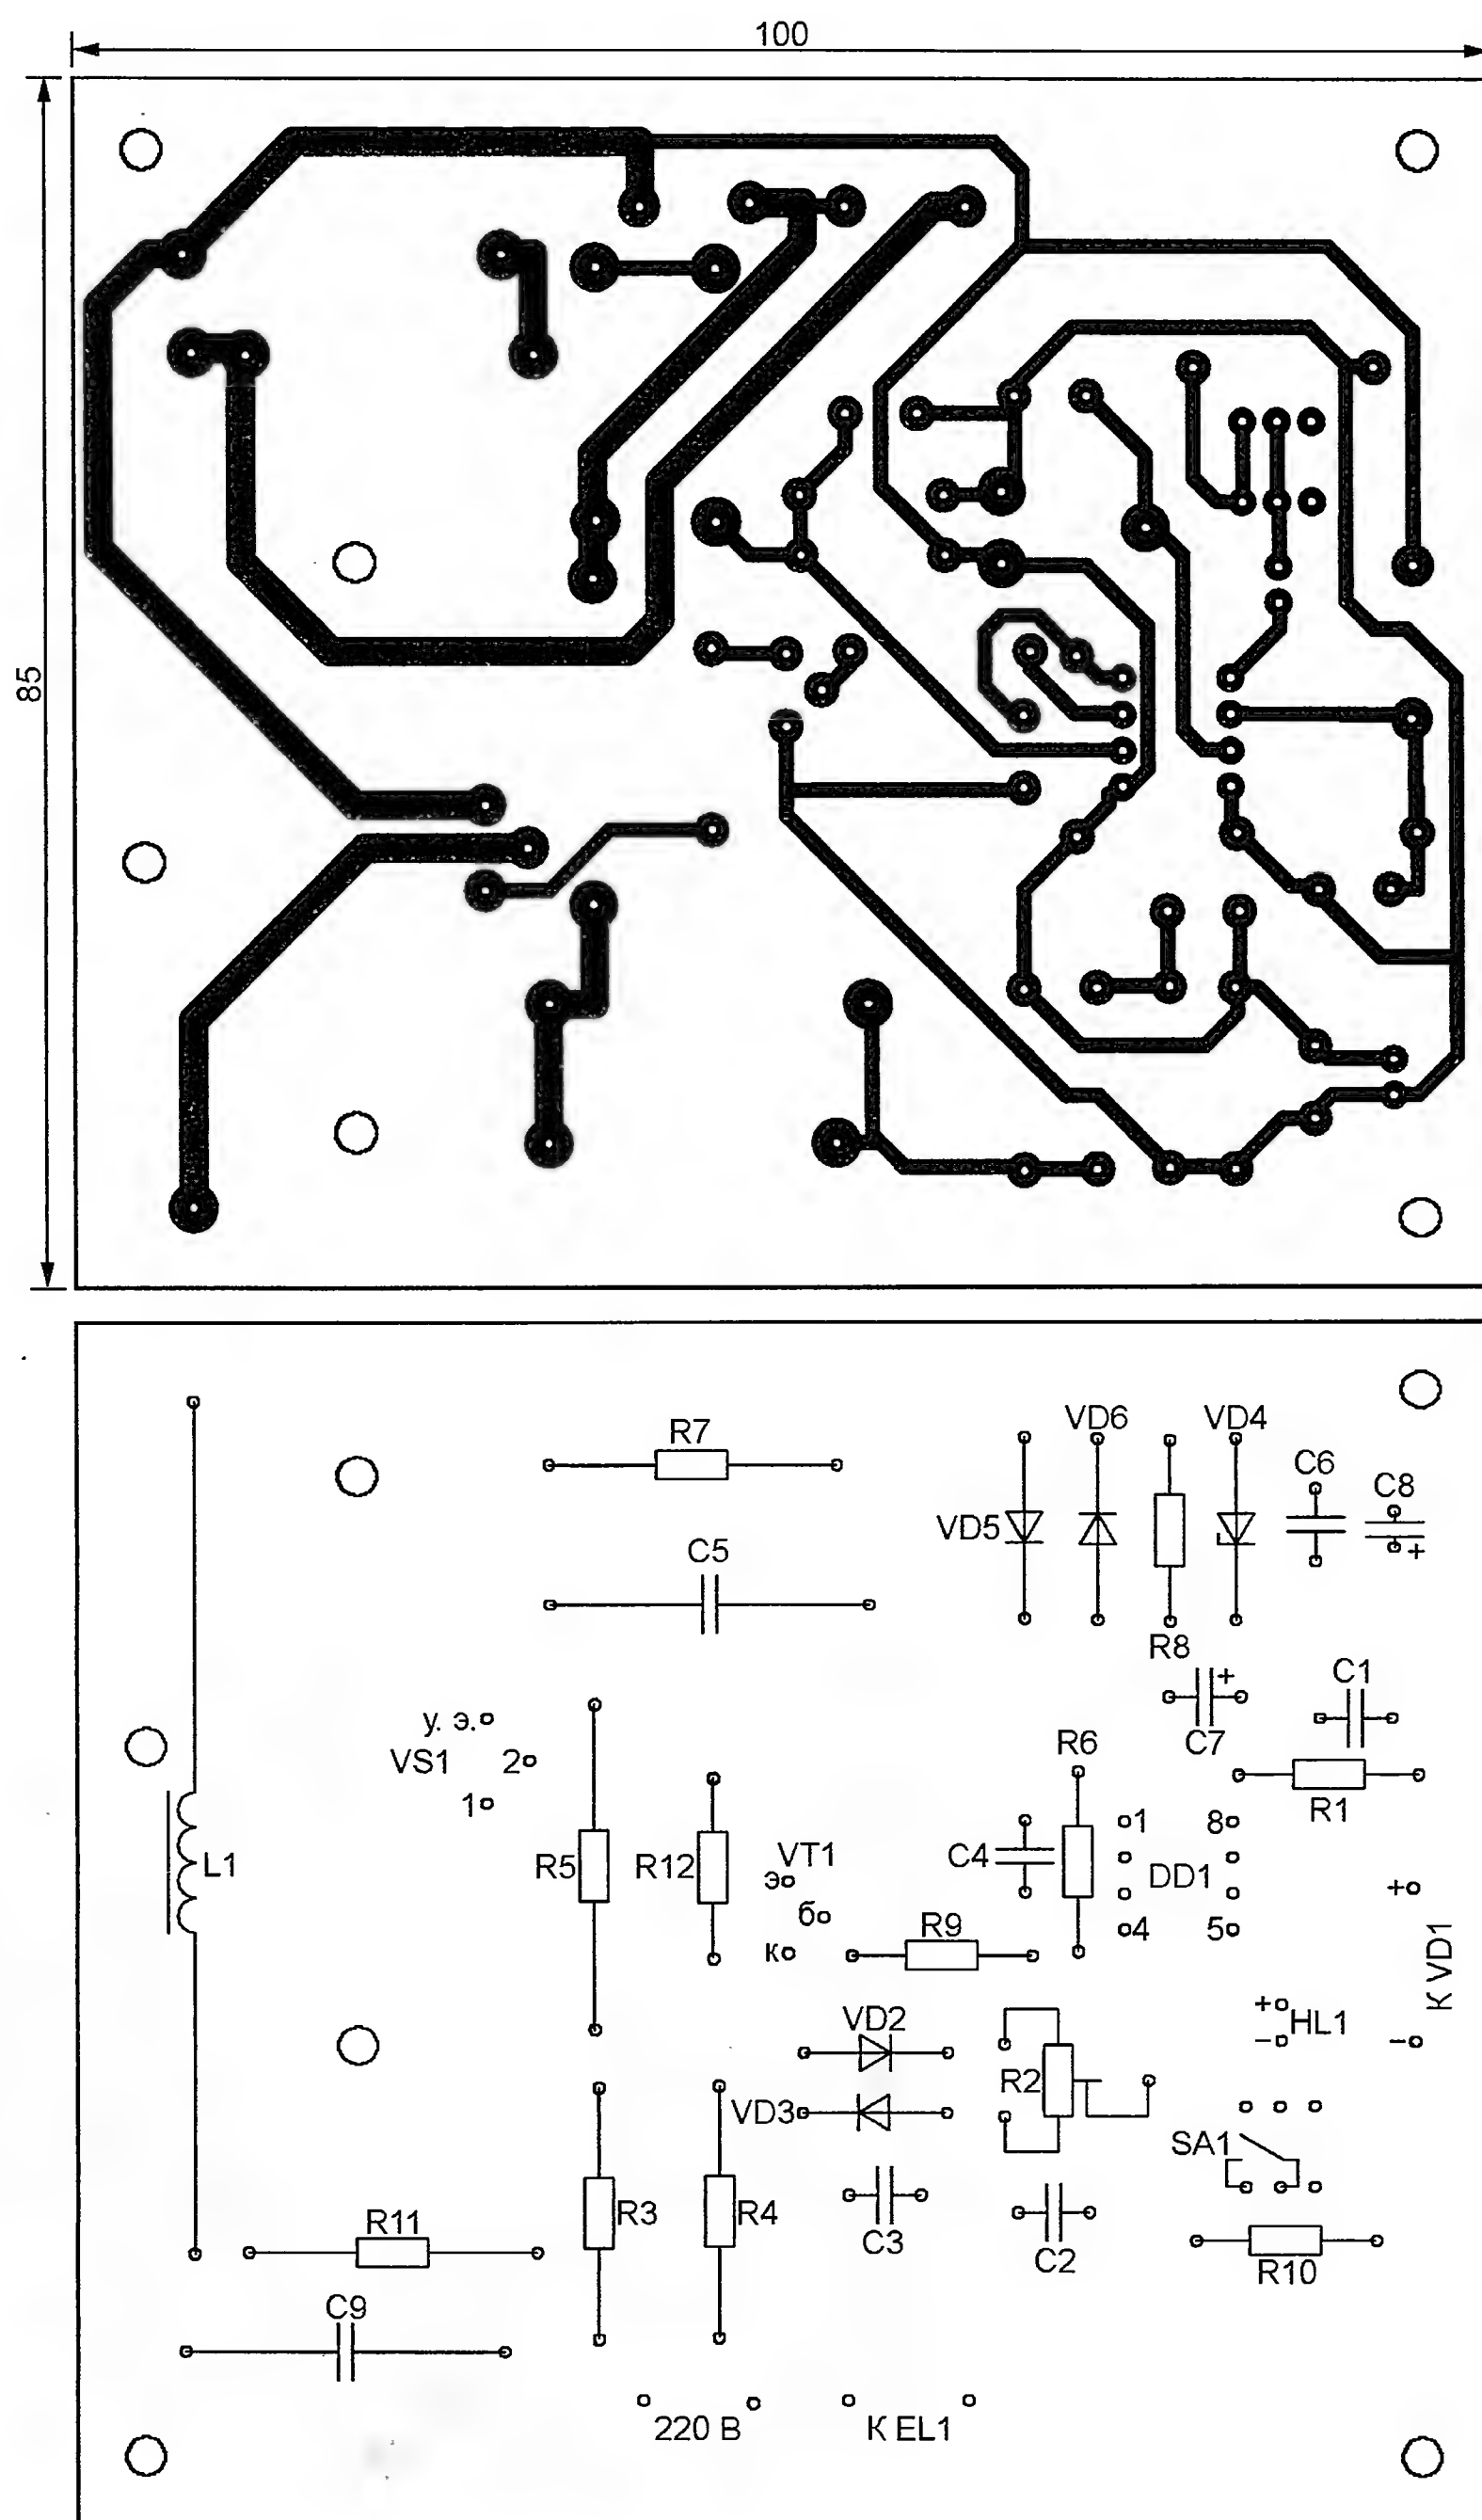 100
85
R7
VD6
VD4
C6
C8
VD5
+
C5
R8
+
C1
у. э.
C7
VS1
2
R6
1
R1
1
8
L1
R5
R12
VT1
C4
э
DD1
+
б
R9
4
5
к
К VD1
VD2
+
HL1
−
−
R2
VD3
SA1
R3
R4
R11
C3
C2
R10
C9
220 В
К EL1